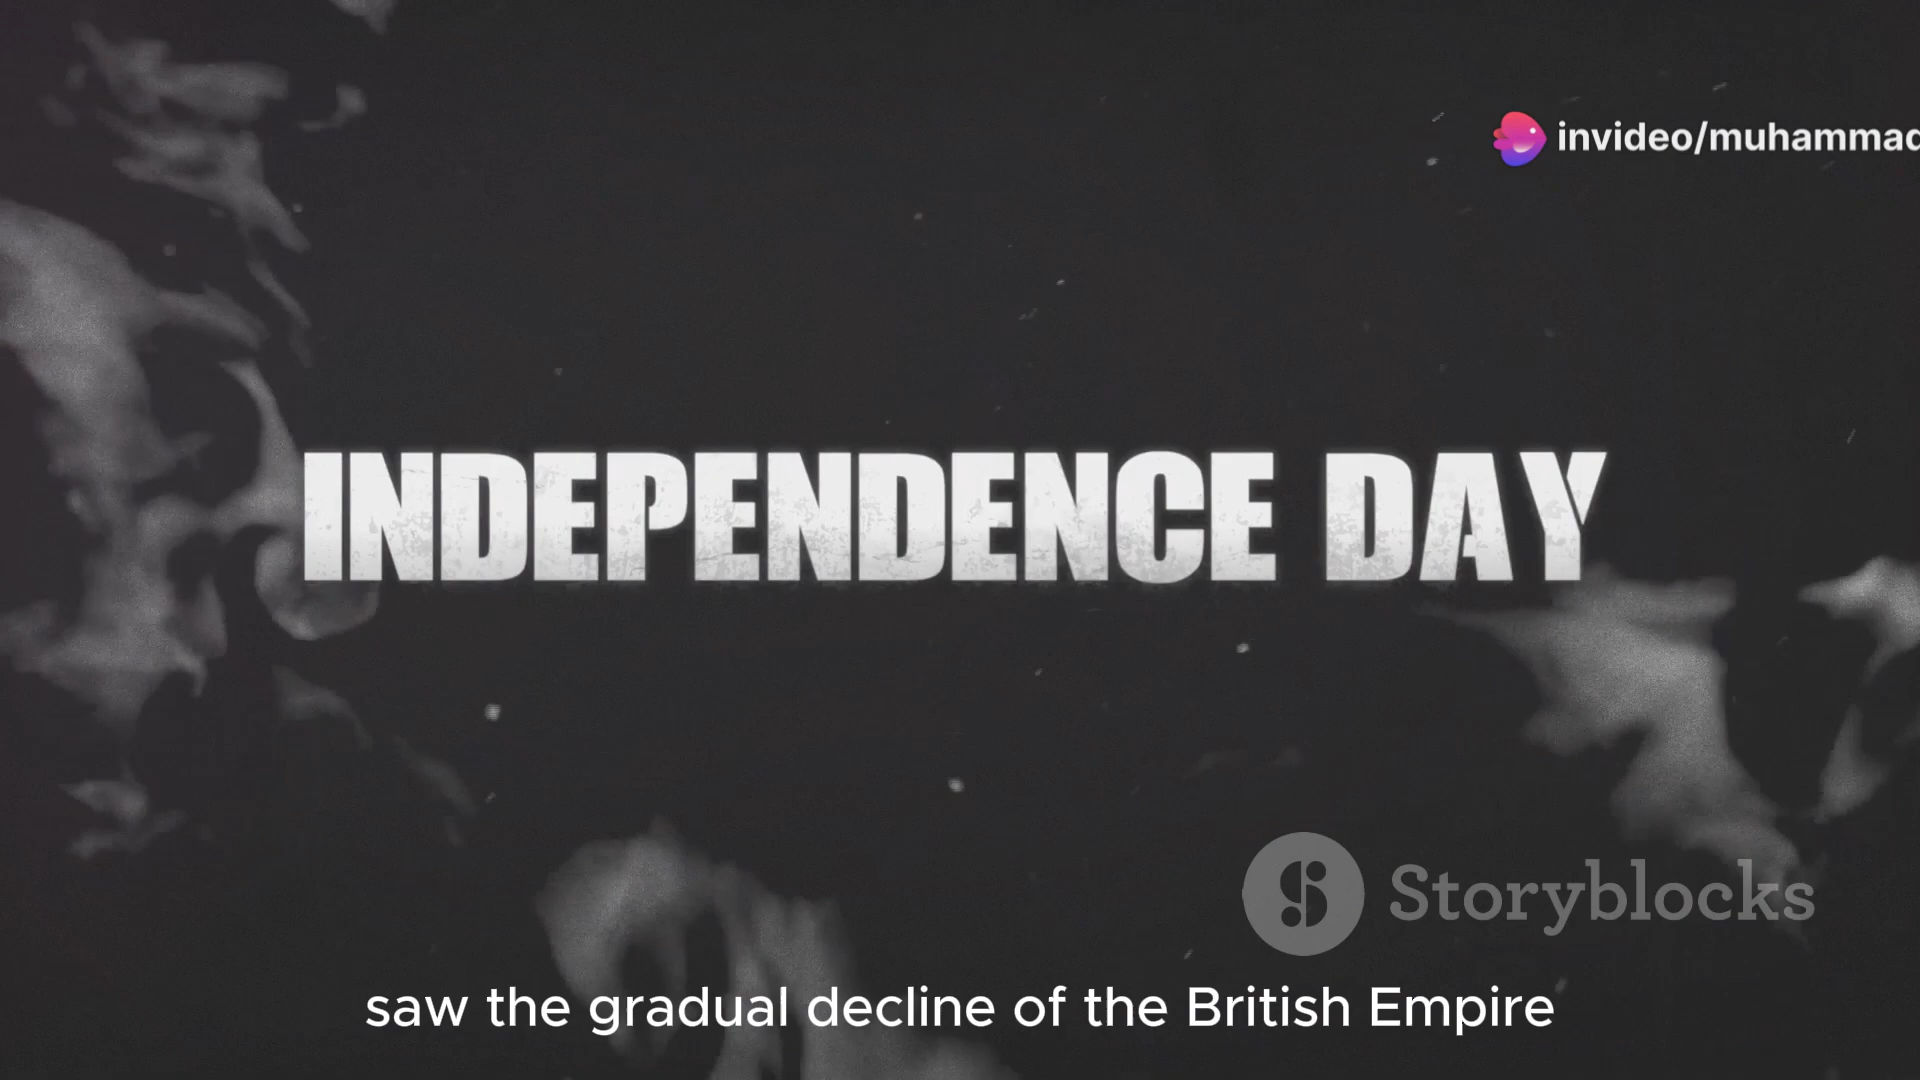 invideo/muhammad
INDEPENDENCE DAY
Storyblocks
saw the gradual decline of the British Empire